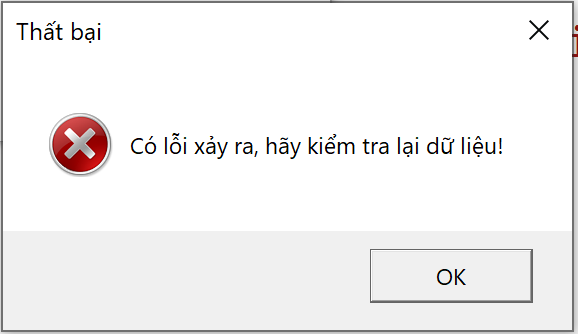 Thất bại
Có lỗi xảy ra, hãy kiểm tra lại dữ liệu!
OK